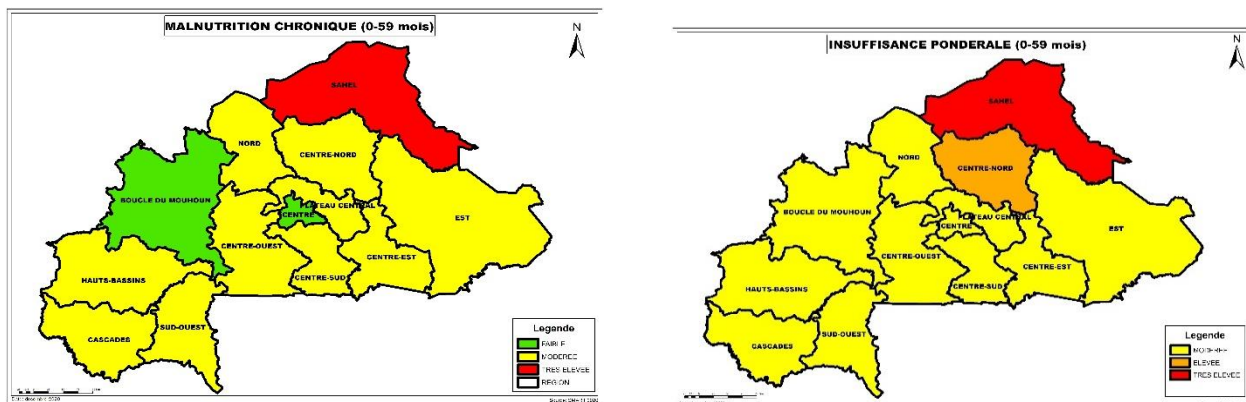 MALNUTRITION CHRONIQUE (0-59 mois)
N
SAHEL
NORD
CENTRE-NORD
BOUCLE DU MOUHOUN
PLATEAU CENTRAL
CENTRE
EST
CENTRE-OUEST
CENTRE-EST
CENTRE-SUD
HAUTS-BASSINS
CASCADES
SUD-OUEST
Legende
FAIBLE
MODEREE
TRES ELEVEE
REGION
INSUFFISANCE PONDERALE (0-59 mois)
N
SAHEL
NORD
CENTRE-NORD
BOUCLE DU MOUHOUN
PLATEAU CENTRAL
CENTRE
EST
CENTRE-OUEST
CENTRE-EST
CENTRE-SUD
HAUTS-BASSINS
CASCADES
SUD-OUEST
Legende
MODEREE
ELEVEE
TRES ELEVEE